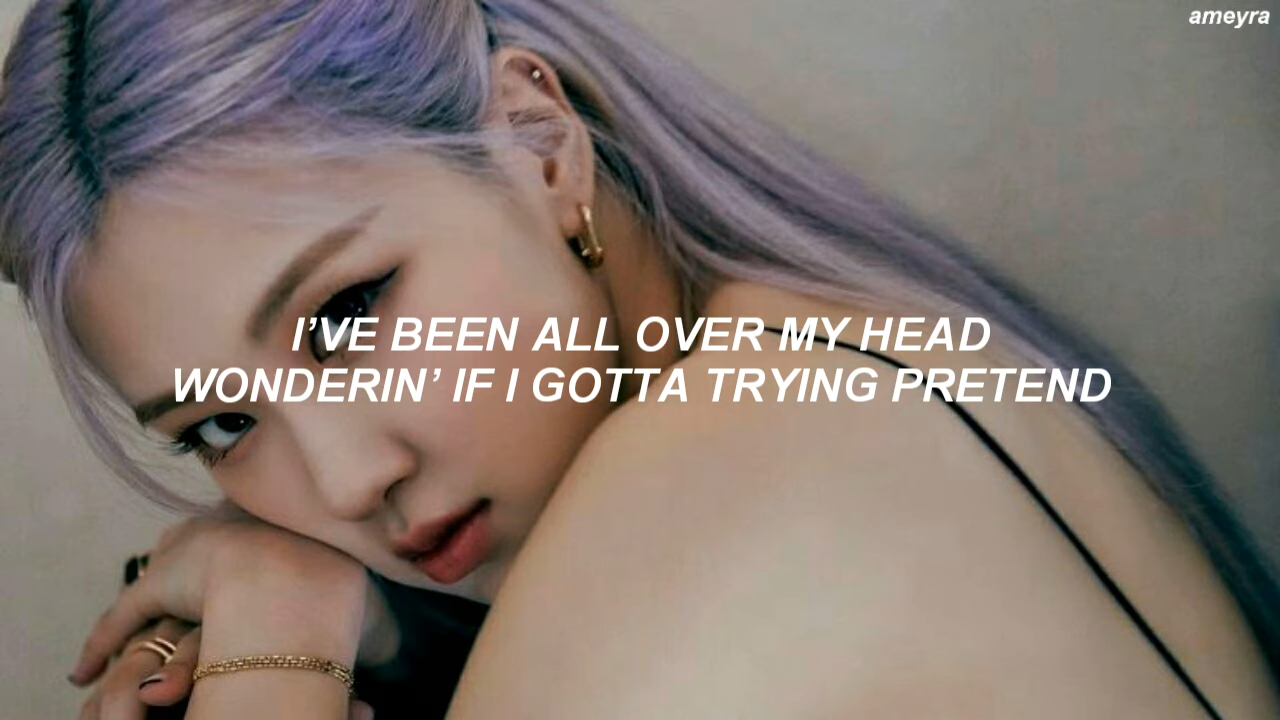 ameyra
I’VE BEEN ALL OVER MY HEAD
WONDERIN’ IF I GOTTA TRYING PRETEND